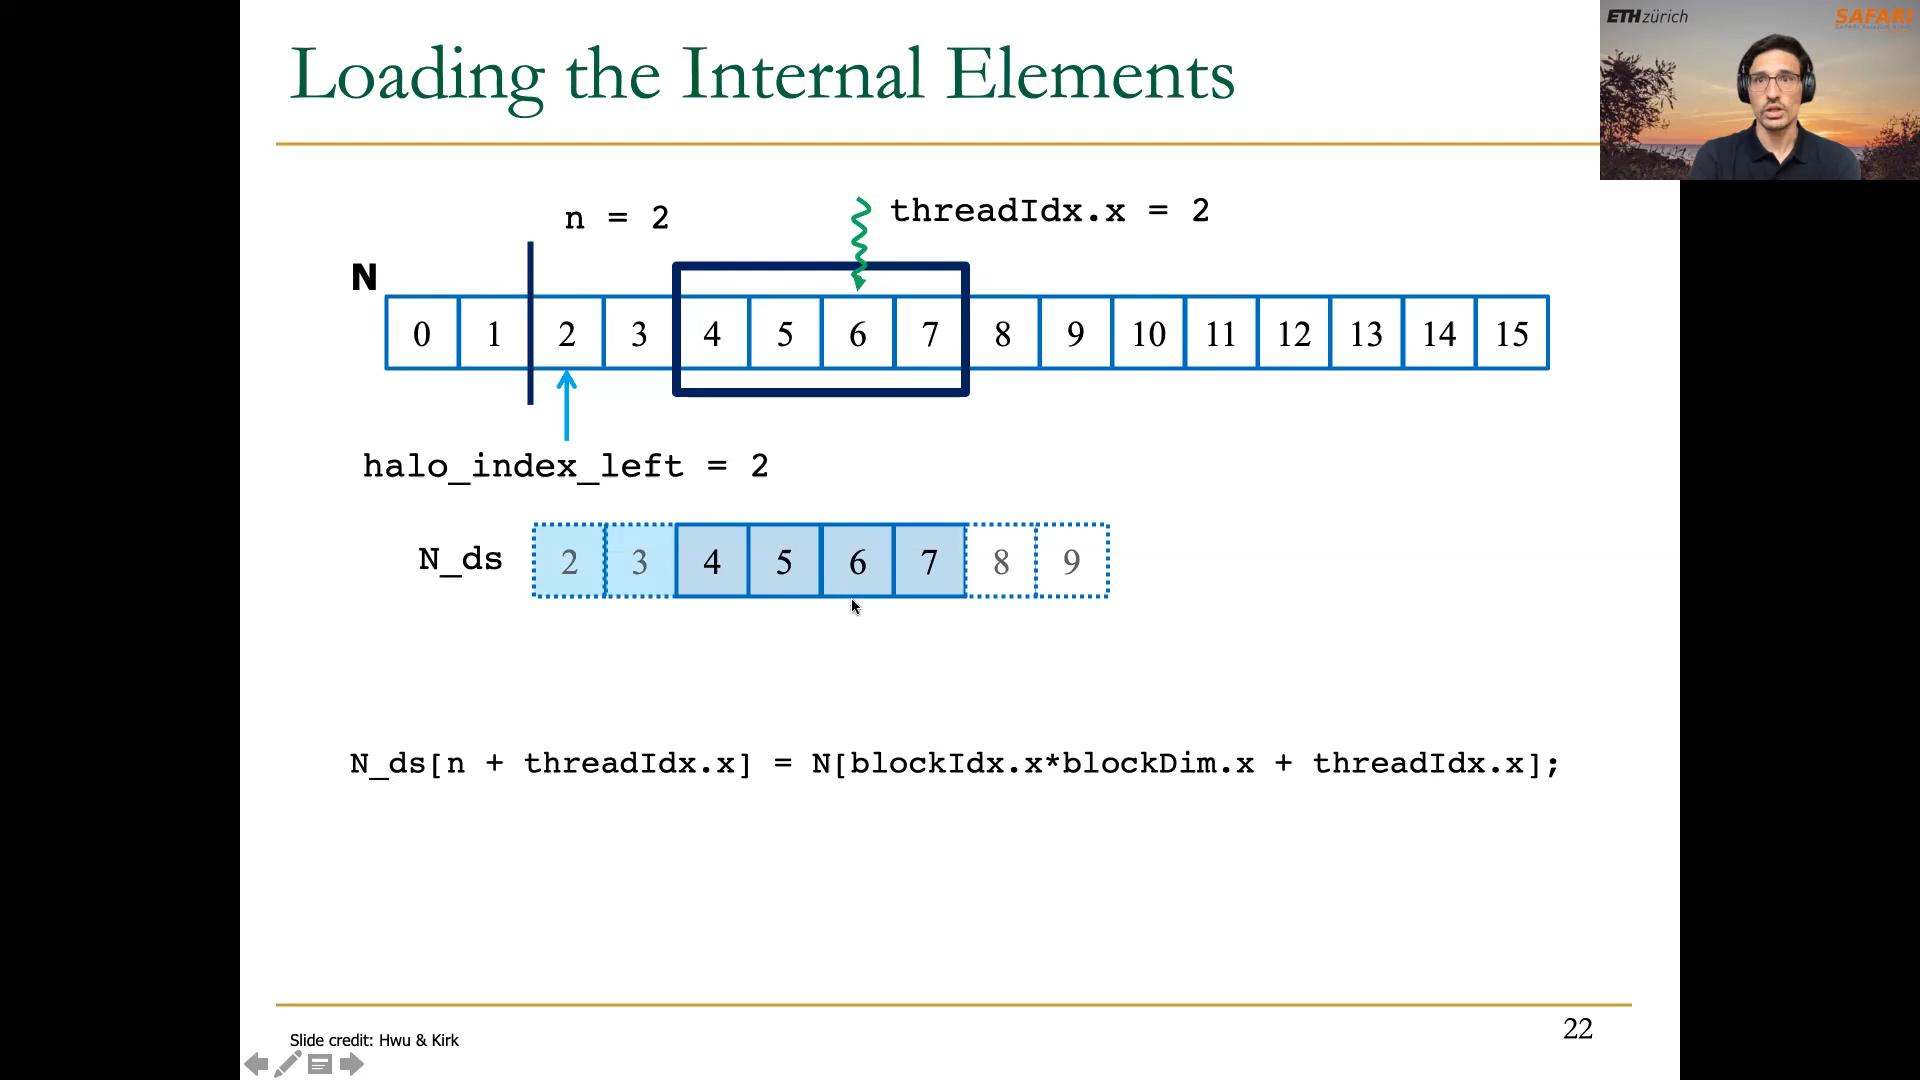 Loading the Internal Elements
ETH zürich
SAFARI
n = 2
threadIdx.x = 2
N
0 1 2 3 4 5 6 7 8 9 10 11 12 13 14 15
halo_index_left = 2
N_ds 2 3 4 5 6 7 8 9
N_ds[n + threadIdx.x] = N[blockIdx.x*blockDim.x + threadIdx.x];
Slide credit: Hwu & Kirk
22